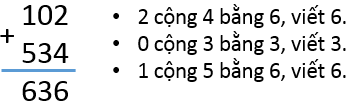 102
+
534
636
• 2 cộng 4 bằng 6, viết 6.
• 0 cộng 3 bằng 3, viết 3.
• 1 cộng 5 bằng 6, viết 6.